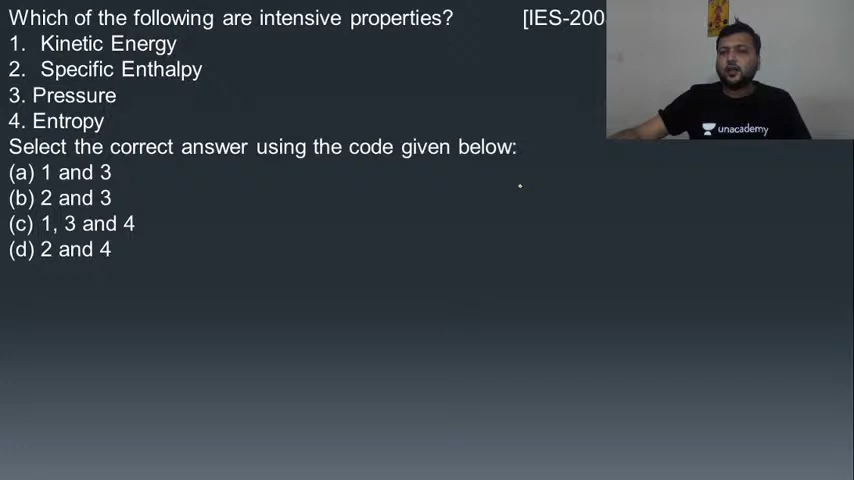 Which of the following are intensive properties? [IES-200
1. Kinetic Energy
2. Specific Enthalpy
3. Pressure
4. Entropy
Select the correct answer using the code given below:
(a) 1 and 3
(b) 2 and 3
(c) 1, 3 and 4
(d) 2 and 4
unacademy